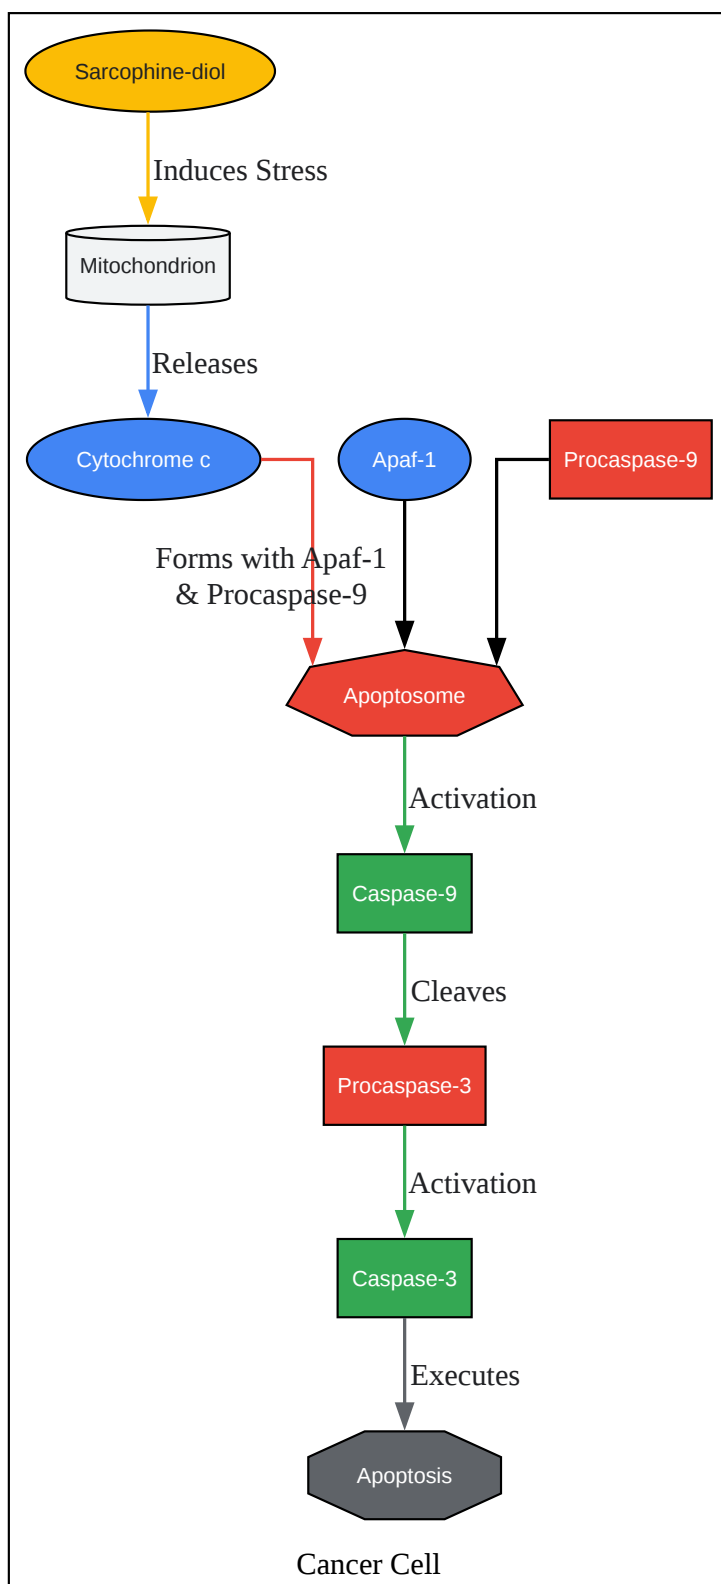 Sarcophine-diol
Induces Stress
Mitochondrion
Releases
Cytochrome c
Apaf-1
Procaspase-9
Forms with Apaf-1
& Procaspase-9
Apoptosome
Activation
Caspase-9
Cleaves
Procaspase-3
Activation
Caspase-3
Executes
Apoptosis
Cancer Cell